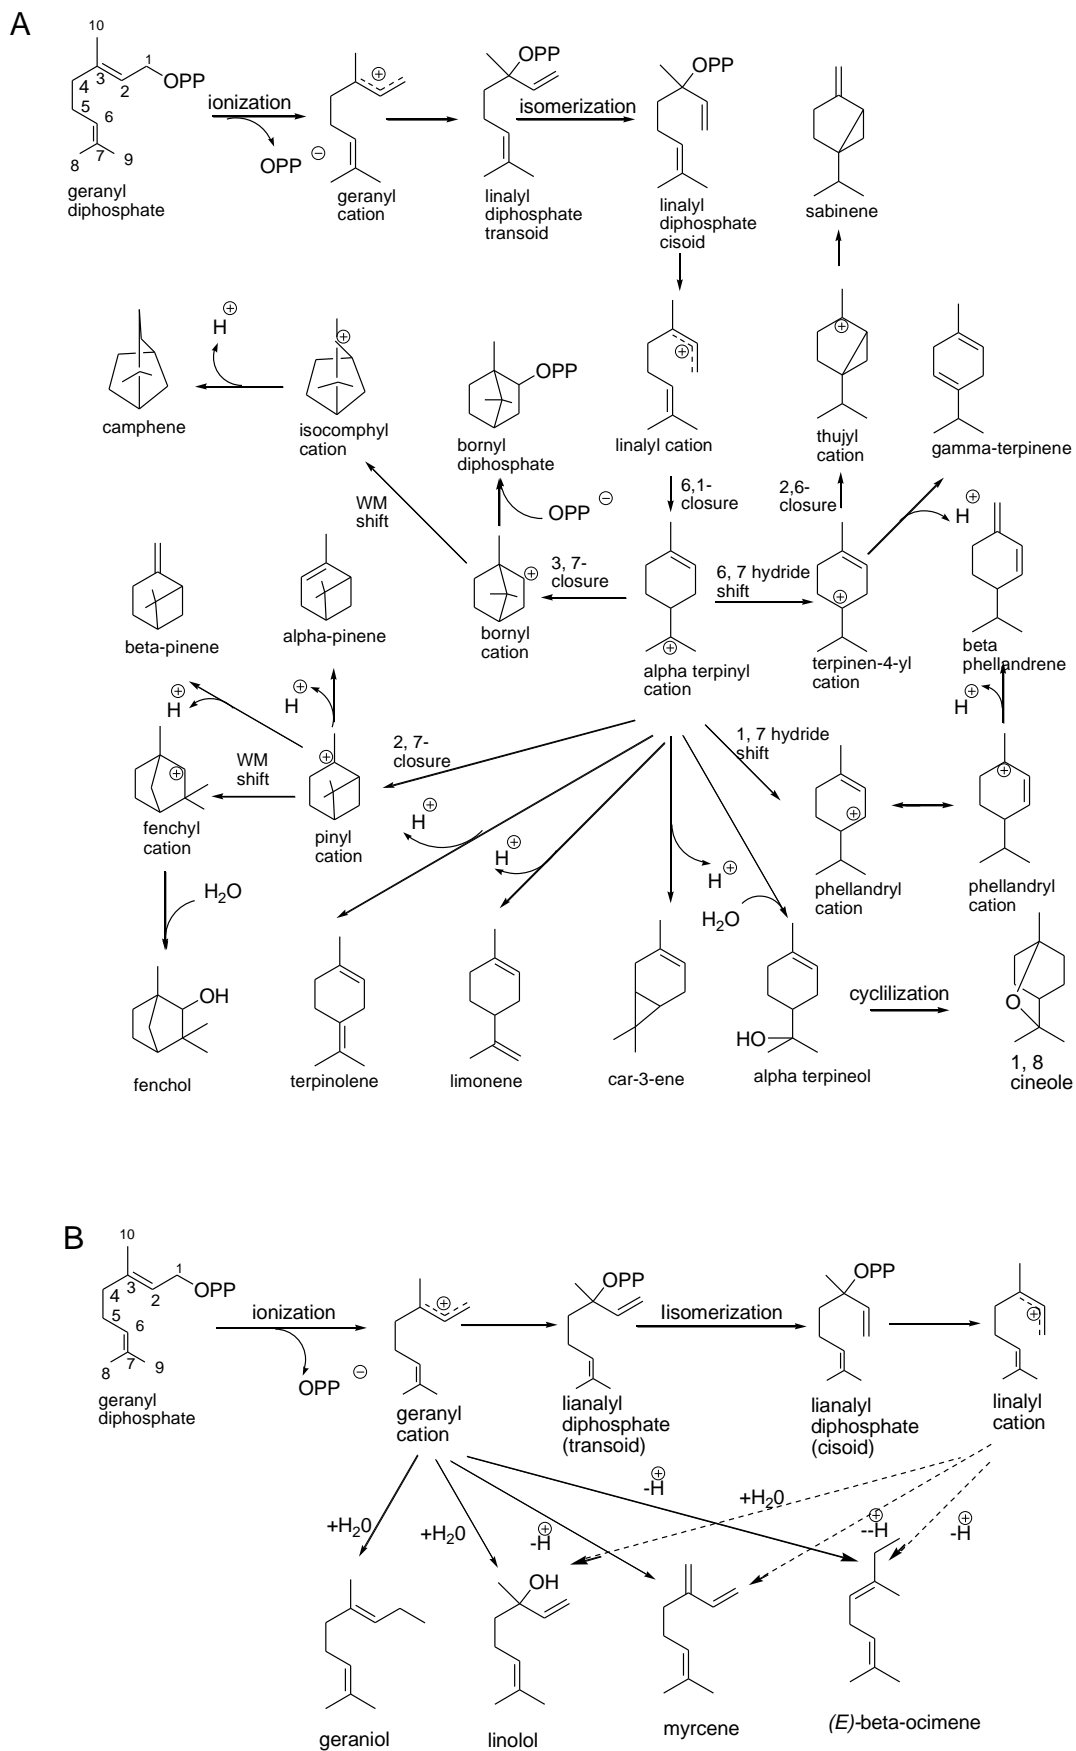 A
10
1
OPP
3
2
4
5
6
7
8
9
geranyl
diphosphate
ionization
OPP ⊖
⊕
geranyl
cation
OPP
linalyl
diphosphate
transoid
isomerization
OPP
linalyl
diphosphate
cisoid
sabinene
H⊕
camphene
⊕
isocomphyl
cation
OPP
bornyl
diphosphate
⊕
linalyl cation
⊕
thujyl
cation
gamma-terpinene
WM
shift
OPP ⊖
6,1-
closure
2,6-
closure
H⊕
beta-pinene
alpha-pinene
⊕
bornyl
cation
3, 7-
closure
⊕
alpha terpinyl
cation
6, 7 hydride
shift
⊕
terpinen-4-yl
cation
beta
phellandrene
H⊕
H⊕
H⊕
⊕
fenchyl
cation
WM
shift
⊕
pinyl
cation
2, 7-
closure
1, 7 hydride
shift
⊕
phellandryl
cation
⊕
phellandryl
cation
H⊕
H⊕
H⊕
H2O
H2O
OH
fenchol
terpinolene
limonene
car-3-ene
HO
alpha terpineol
cyclilization
O
1, 8
cineole
B
10
1
OPP
3
2
4
5
6
7
8
9
geranyl
diphosphate
ionization
OPP ⊖
⊕
geranyl
cation
OPP
lianalyl
diphosphate
(transoid)
Iisomerization
OPP
lianalyl
diphosphate
(cisoid)
⊕
linalyl
cation
+H20
+H20
-H⊕
-H⊕
+H20
--H⊕
-H⊕
OH
geraniol
linolol
myrcene
(E)-beta-ocimene